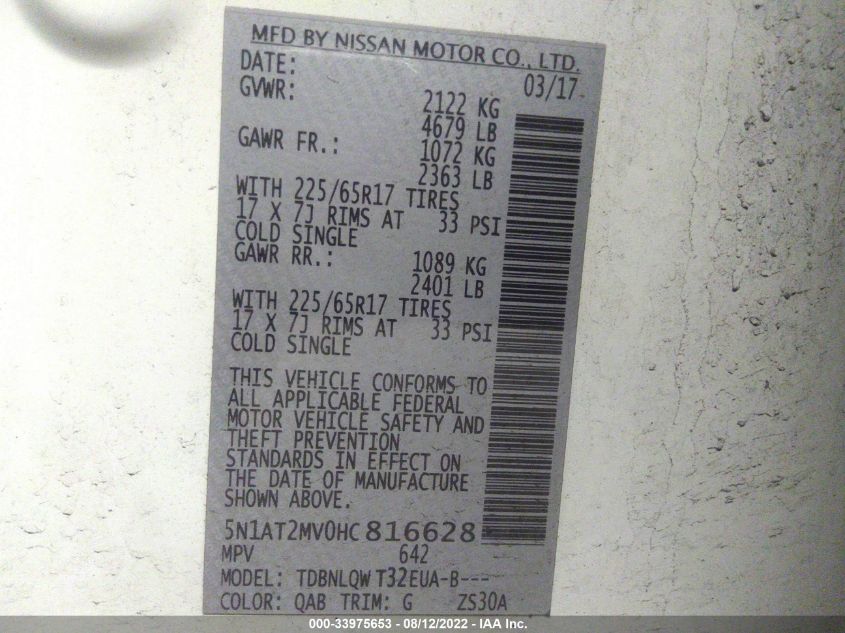 MFD BY NISSAN MOTOR CO., LTD.
DATE: 03/17
GVWR: 2122 KG
4679 LB
GAWR FR.: 1072 KG
2363 LB
WITH 225/65R17 TIRES
17 X 7J RIMS AT 33 PSI
COLD SINGLE
GAWR RR.: 1089 KG
2401 LB
WITH 225/65R17 TIRES
17 X 7J RIMS AT 33 PSI
COLD SINGLE
THIS VEHICLE CONFORMS TO
ALL APPLICABLE FEDERAL
MOTOR VEHICLE SAFETY AND
THEFT PREVENTION
STANDARDS IN EFFECT ON
THE DATE OF MANUFACTURE
SHOWN ABOVE.
5N1AT2MV0HC816628
MPV 642
MODEL: TDBNLQW T32EUA-B---
COLOR: QAB TRIM: G ZS30A
000-33975653 - 08/12/2022 - IAA Inc.